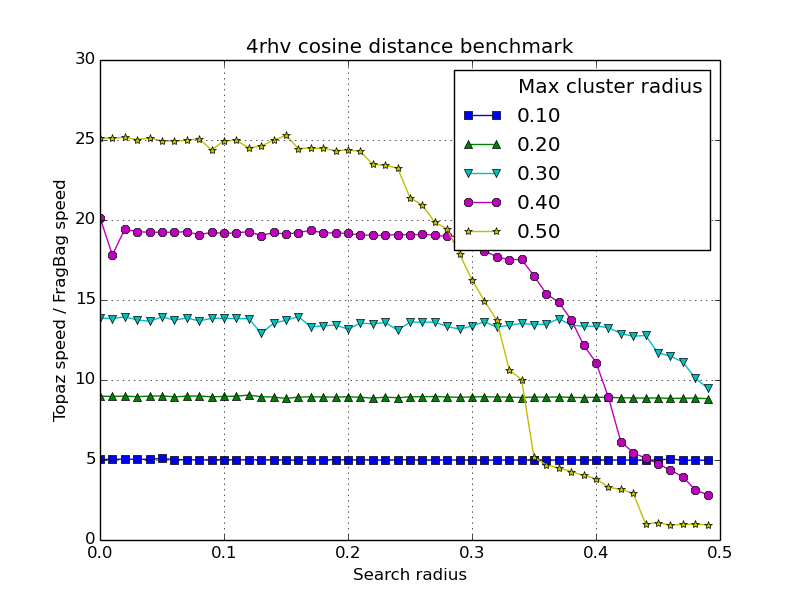 4rhv cosine distance benchmark
30
25
20
15
10
5
0
Topaz speed / FragBag speed
Max cluster radius
0.10
0.20
0.30
0.40
0.50
0.0 0.1 0.2 0.3 0.4 0.5
Search radius